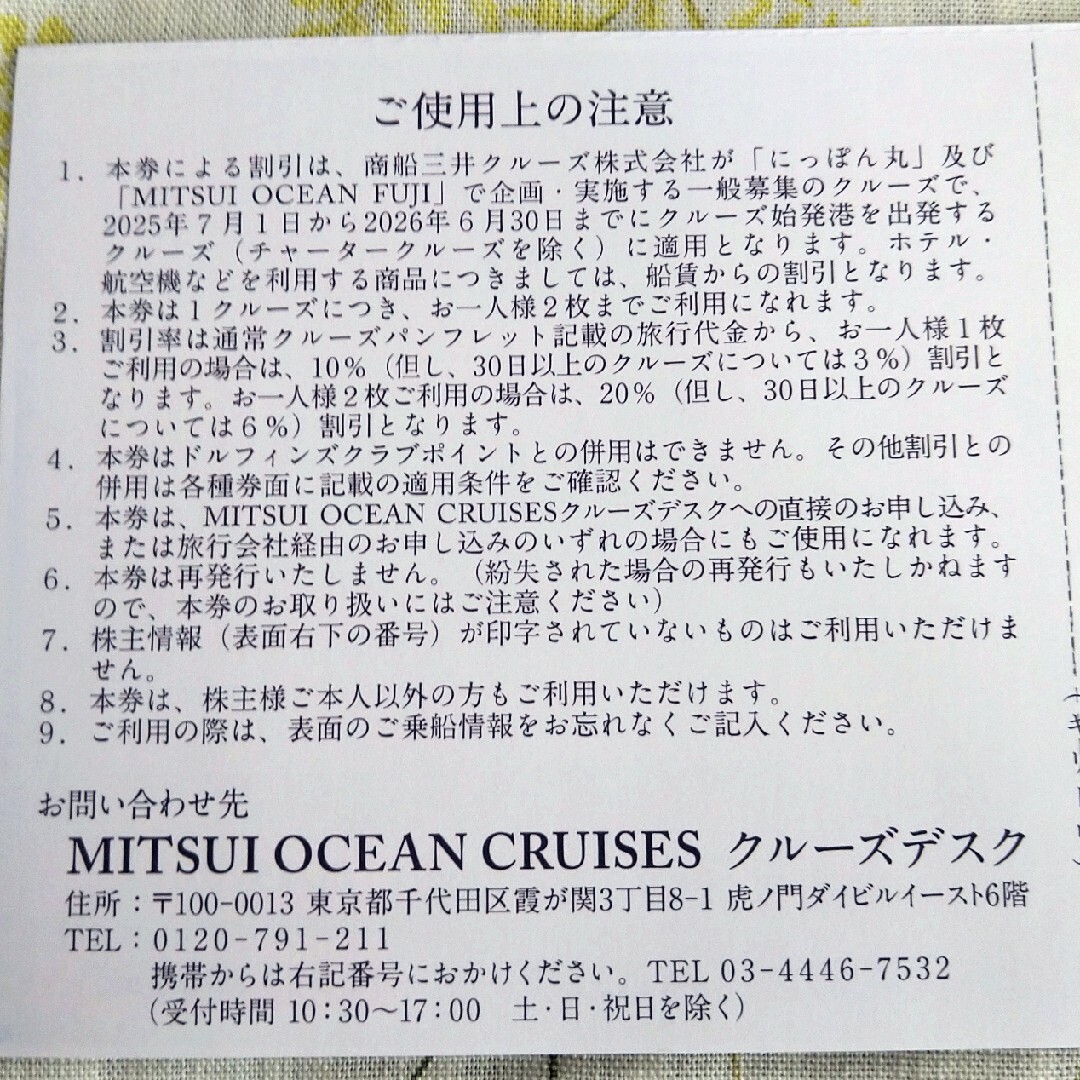 ご使用上の注意
1. 本券による割引は、商船三井クルーズ株式会社が「にっぽん丸」及び
「MITSUI OCEAN FUJI」で企画・実施する一般募集のクルーズで、
2025年7月1日から2026年6月30日までにクルーズ始発港を出発する
クルーズ（チャータークルーズを除く）に適用となります。ホテル・
航空機などを利用する商品につきましては、船賃からの割引となります。
2. 本券は1クルーズにつき、お一人様2枚までご利用になれます。
3. 割引率は通常クルーズパンフレット記載の旅行代金から、お一人様1枚
ご利用の場合は、10％（但し、30日以上のクルーズについては3％）割引と
なります。お一人様2枚ご利用の場合は、20％（但し、30日以上のクルーズ
については6％）割引となります。
4. 本券はドルフィンズクラブポイントとの併用はできません。その他割引との
併用は各種券面に記載の適用条件をご確認ください。
5. 本券は、MITSUI OCEAN CRUISESクルーズデスクへの直接のお申し込み、
または旅行会社経由のお申し込みのいずれの場合にもご使用になれます。
6. 本券は再発行いたしません。（紛失された場合の再発行もいたしかねます
ので、本券のお取り扱いにはご注意ください）
7. 株主情報（表面右下の番号）が印字されていないものはご利用いただけま
せん。
8. 本券は、株主様ご本人以外の方もご利用いただけます。
9. ご利用の際は、表面のご乗船情報をお忘れなくご記入ください。
お問い合わせ先
MITSUI OCEAN CRUISES クルーズデスク
住所：〒100-0013 東京都千代田区霞が関3丁目8-1 虎ノ門ダイビルイースト6階
TEL：0120-791-211
携帯からは右記番号におかけください。TEL 03-4446-7532
（受付時間 10:30～17:00　土・日・祝日を除く）